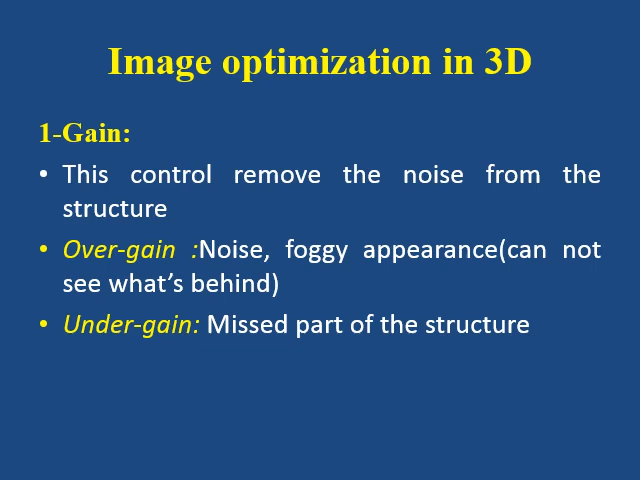 Image optimization in 3D
1-Gain:
• This control remove the noise from the
structure
• Over-gain :Noise, foggy appearance(can not
see what's behind)
• Under-gain: Missed part of the structure